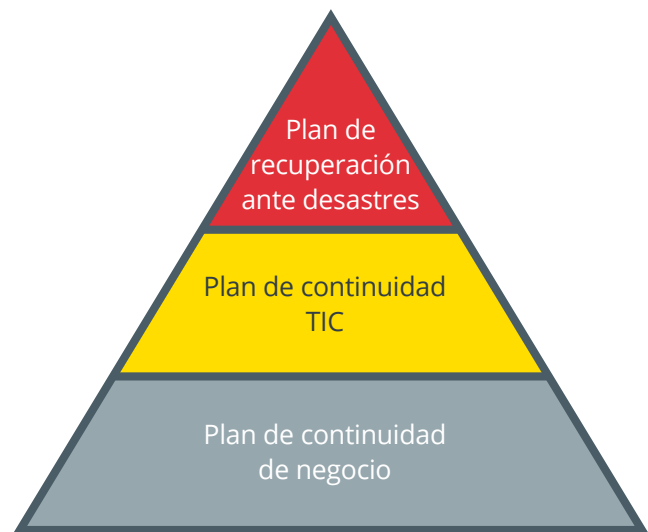 Plan de
recuperación
ante desastres
Plan de continuidad
TIC
Plan de continuidad
de negocio